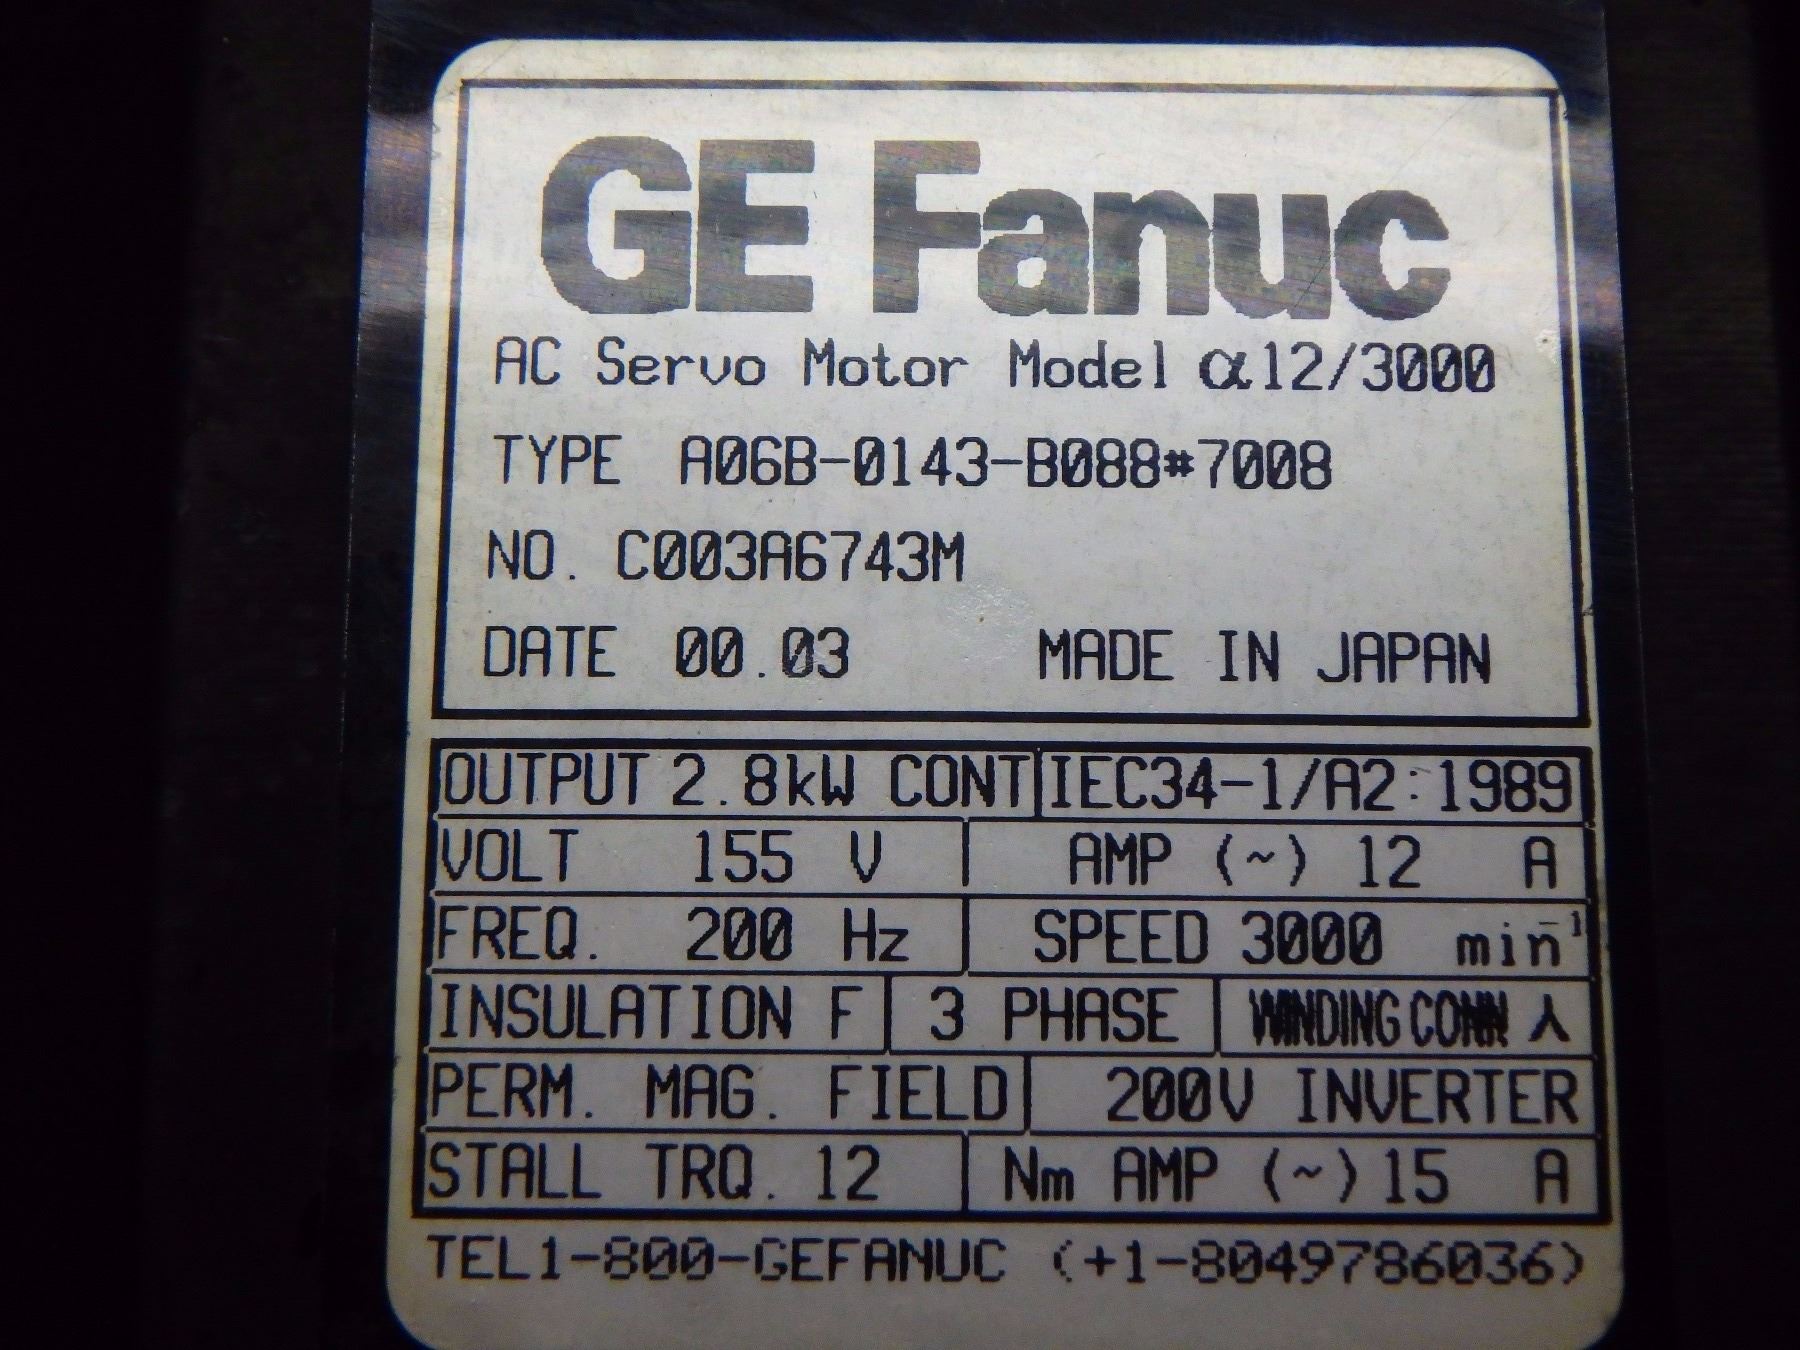 GE Fanuc
AC Servo Motor Model α12/3000
TYPE A06B-0143-B088#7008
NO. C003A6743M
DATE 00.03 MADE IN JAPAN
OUTPUT 2.8kW CONT IEC34-1/A2:1989
VOLT 155 V AMP (~) 12 A
FREQ. 200 Hz SPEED 3000 min⁻¹
INSULATION F 3 PHASE WINDING CONN ⅄
PERM. MAG. FIELD 200V INVERTER
STALL TRQ. 12 Nm AMP (~) 15 A
TEL1-800-GEFANUC (+1-8049786036)